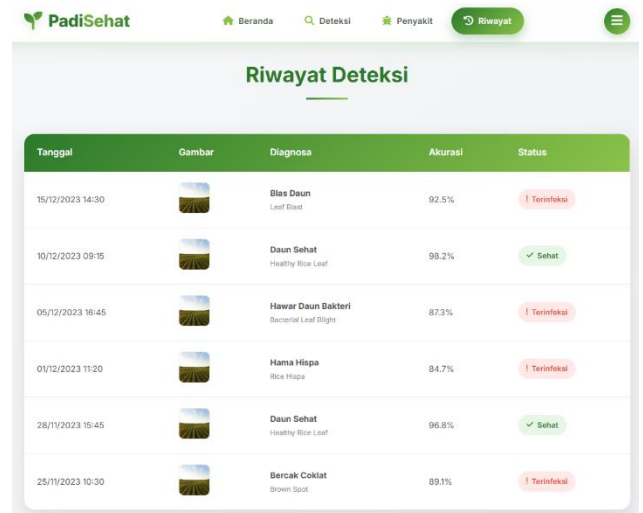 PadiSehat
Beranda Deteksi Penyakit Riwayat
Riwayat Deteksi
Tanggal Gambar Diagnosa Akurasi Status
15/12/2023 14:30 Blas Daun 92.5% ! Terinfeksi
Leaf Blast
10/12/2023 09:15 Daun Sehat 98.2% ✓ Sehat
Healthy Rice Leaf
05/12/2023 16:45 Hawar Daun Bakteri 87.3% ! Terinfeksi
Bacterial Leaf Blight
01/12/2023 11:20 Hama Hispa 84.7% ! Terinfeksi
Rice Hispa
28/11/2023 15:45 Daun Sehat 96.8% ✓ Sehat
Healthy Rice Leaf
25/11/2023 10:30 Bercak Coklat 89.1% ! Terinfeksi
Brown Spot